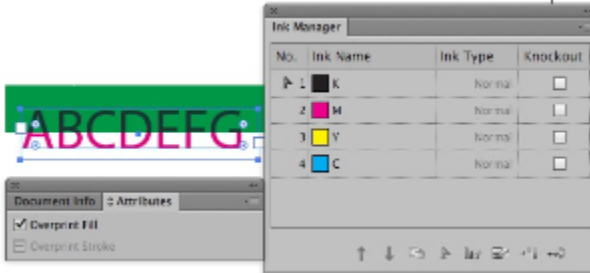 Ink Manager
No. Ink Name Ink Type Knockout
1 K Normal
2 M Normal
3 Y Normal
4 C Normal
ABCDEFG
Document Info Attributes
Overprint Fill
Overprint Stroke